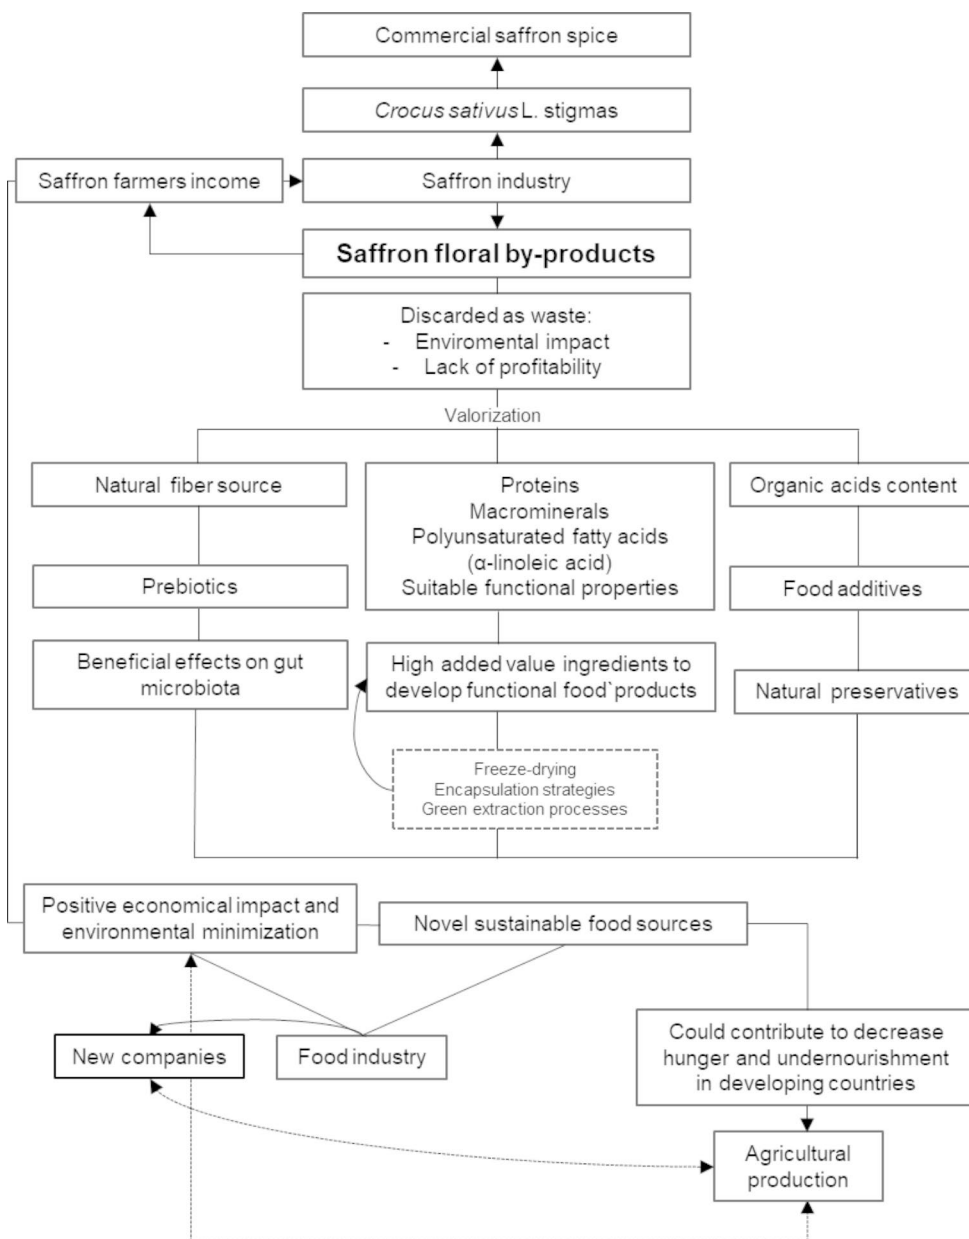 Commercial saffron spice
Crocus sativus L. stigmas
Saffron farmers income
Saffron industry
Saffron floral by-products
Discarded as waste:
- Enviromental impact
- Lack of profitability
Valorization
Natural fiber source
Proteins
Macrominerals
Polyunsaturated fatty acids
(α-linoleic acid)
Suitable functional properties
Organic acids content
Prebiotics
Food additives
Beneficial effects on gut
microbiota
High added value ingredients to
develop functional food` products
Natural preservatives
Freeze-drying
Encapsulation strategies
Green extraction processes
Positive economical impact and
environmental minimization
Novel sustainable food sources
New companies
Food industry
Could contribute to decrease
hunger and undernourishment
in developing countries
Agricultural
production